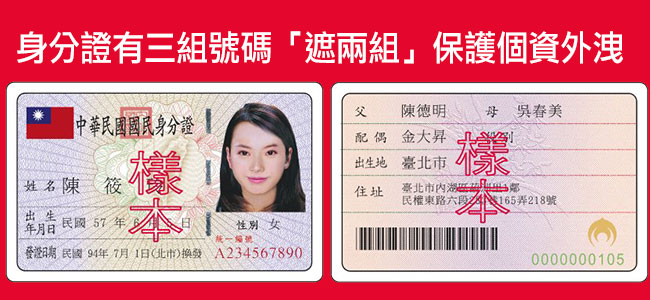 身分證有三組號碼「遮兩組」保護個資外洩
中華民國國民身分證
樣本
姓名 陳 筱
出生年月日 民國 57 年 6 日
性別 女
統一編號
發證日期 民國 94年 7月 1日(北市)換發
A234567890
父 陳德明 母 吳春美
配偶 金大昇 役別
出生地 臺北市
樣本
住址 臺北市內湖區
民權東路六段 165弄218號
0000000105